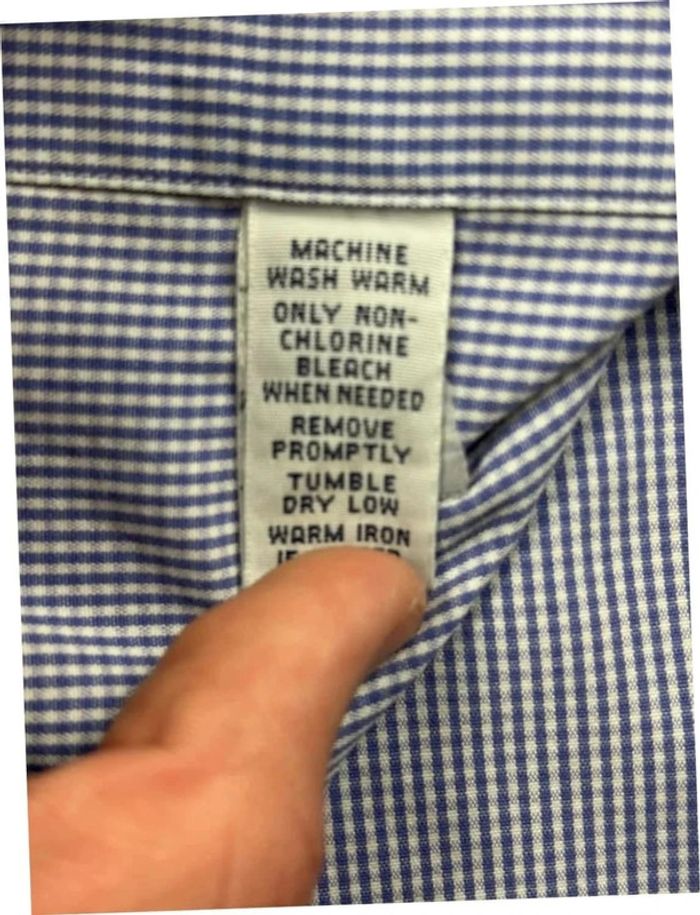 MACHINE
WASH WARM
ONLY NON-
CHLORINE
BLEACH
WHEN NEEDED
REMOVE
PROMPTLY
TUMBLE
DRY LOW
WARM IRON